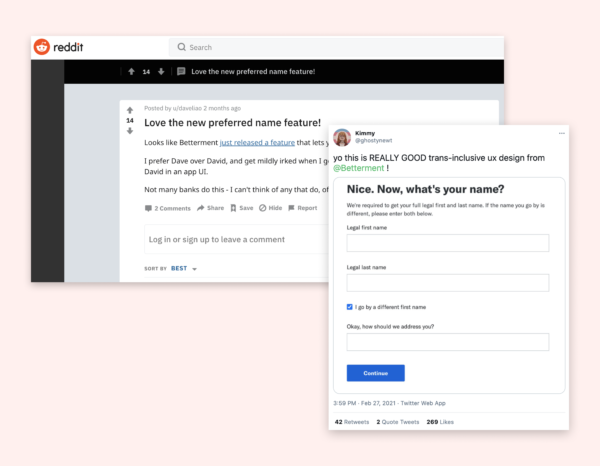 reddit
Search
14
Love the new preferred name feature!
Posted by u/davebao 2 months ago
14
Love the new preferred name feature!
Looks like Betterment just released a feature that lets
I prefer Dave over David, and get mildly irked when I
David in an app UI.
Not many banks do this - I can't think of any that do,
2 Comments Share Save Hide Report
Log in or sign up to leave a comment
SORT BY BEST
Kimmy
@ghostynewt
yo this is REALLY GOOD trans-inclusive ux design from
@Betterment !
Nice. Now, what's your name?
We're required to get your full legal first and last name. If the name you go by is
different, please enter both below.
Legal first name
Legal last name
I go by a different first name
Okay, how should we address you?
Continue
3:59 PM · Feb 27, 2021 · Twitter Web App
42 Retweets 2 Quote Tweets 269 Likes